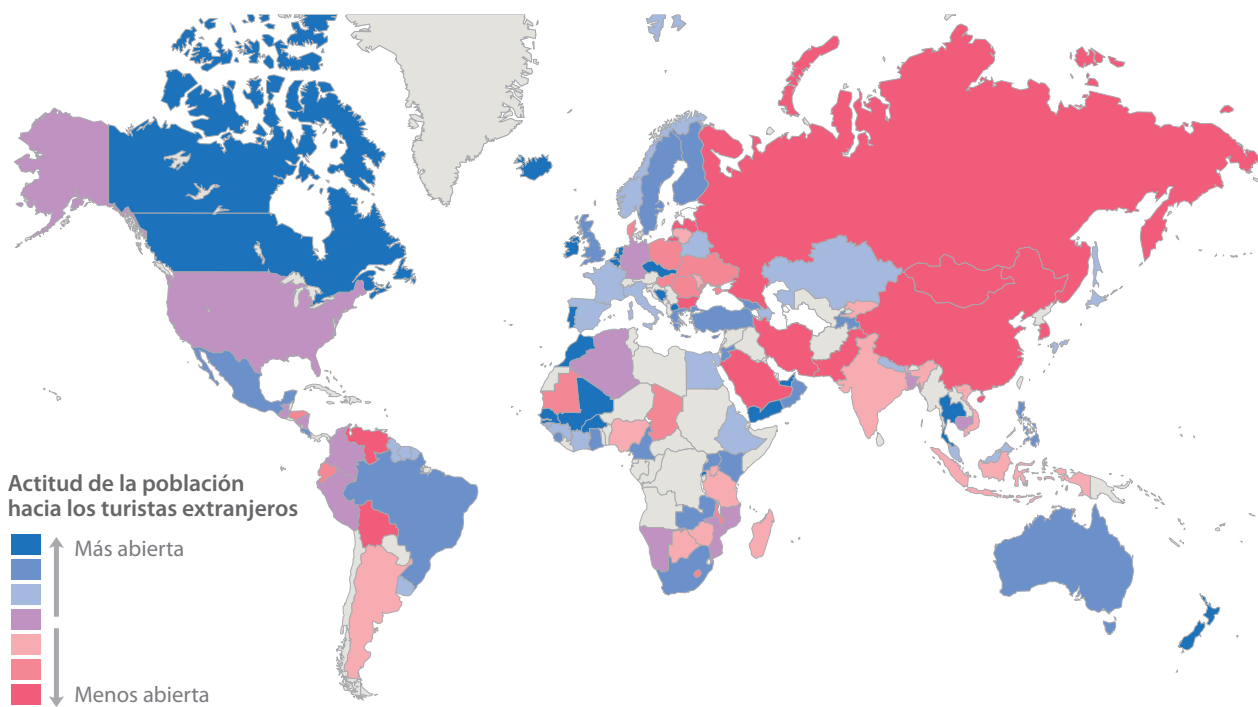 Actitud de la población
hacia los turistas extranjeros
Más abierta
Menos abierta